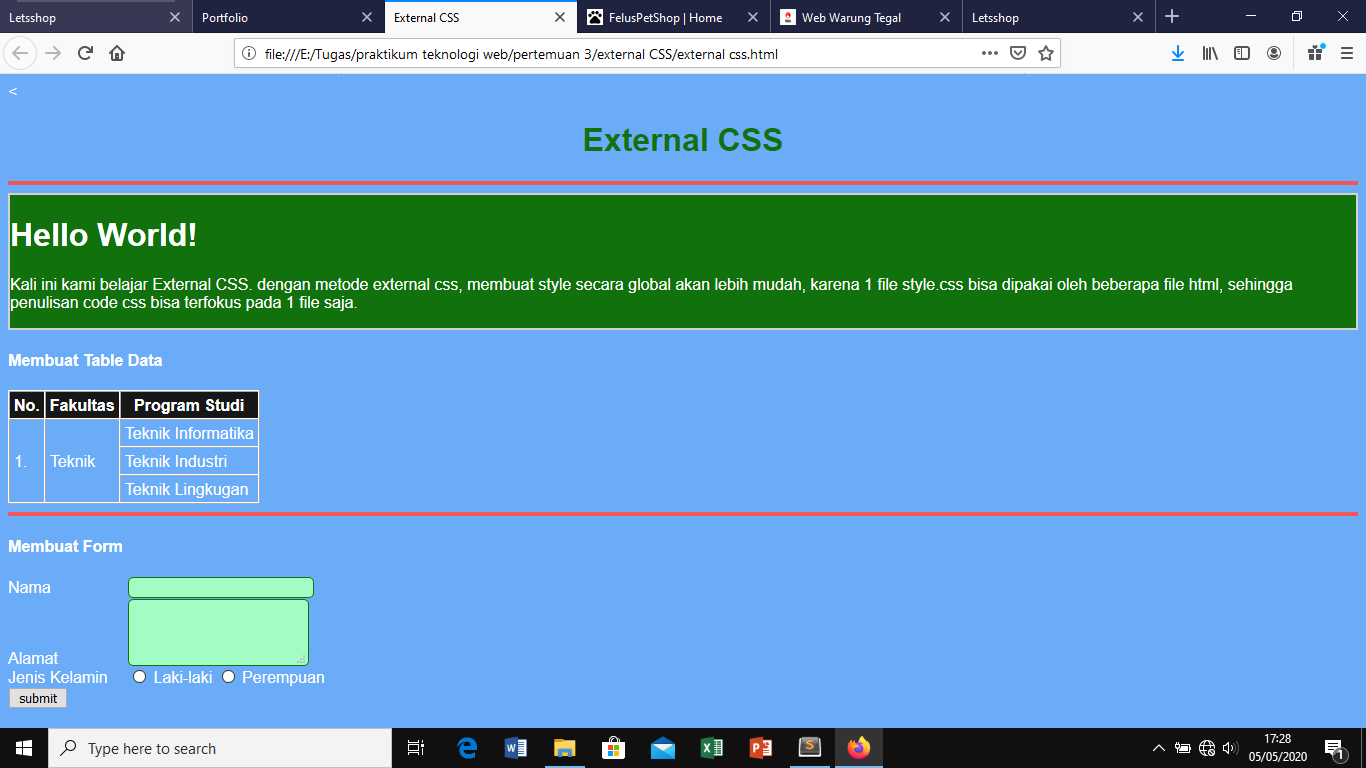 Letsshop
Portfolio
External CSS
FelusPetShop | Home
Web Warung Tegal
Letsshop
file:///E:/Tugas/praktikum teknologi web/pertemuan 3/external CSS/external css.html
<
External CSS
Hello World!
Kali ini kami belajar External CSS. dengan metode external css, membuat style secara global akan lebih mudah, karena 1 file style.css bisa dipakai oleh beberapa file html, sehingga
penulisan code css bisa terfokus pada 1 file saja.
Membuat Table Data
No. Fakultas Program Studi
Teknik Informatika
1. Teknik Teknik Industri
Teknik Lingkugan
Membuat Form
Nama
Alamat
Jenis Kelamin Laki-laki Perempuan
submit
Type here to search
17:28
05/05/2020
1